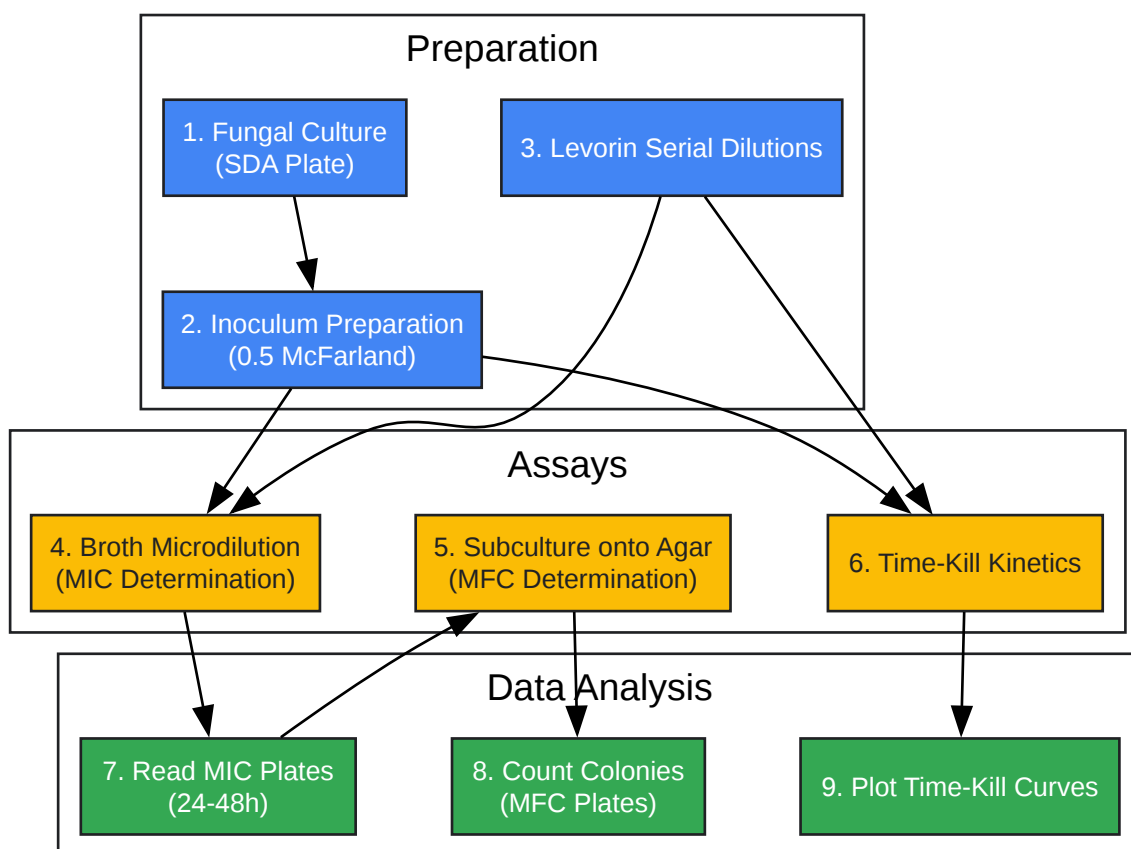 Preparation
1. Fungal Culture
(SDA Plate)
3. Levorin Serial Dilutions
2. Inoculum Preparation
(0.5 McFarland)
Assays
4. Broth Microdilution
(MIC Determination)
5. Subculture onto Agar
(MFC Determination)
6. Time-Kill Kinetics
Data Analysis
7. Read MIC Plates
(24-48h)
8. Count Colonies
(MFC Plates)
9. Plot Time-Kill Curves